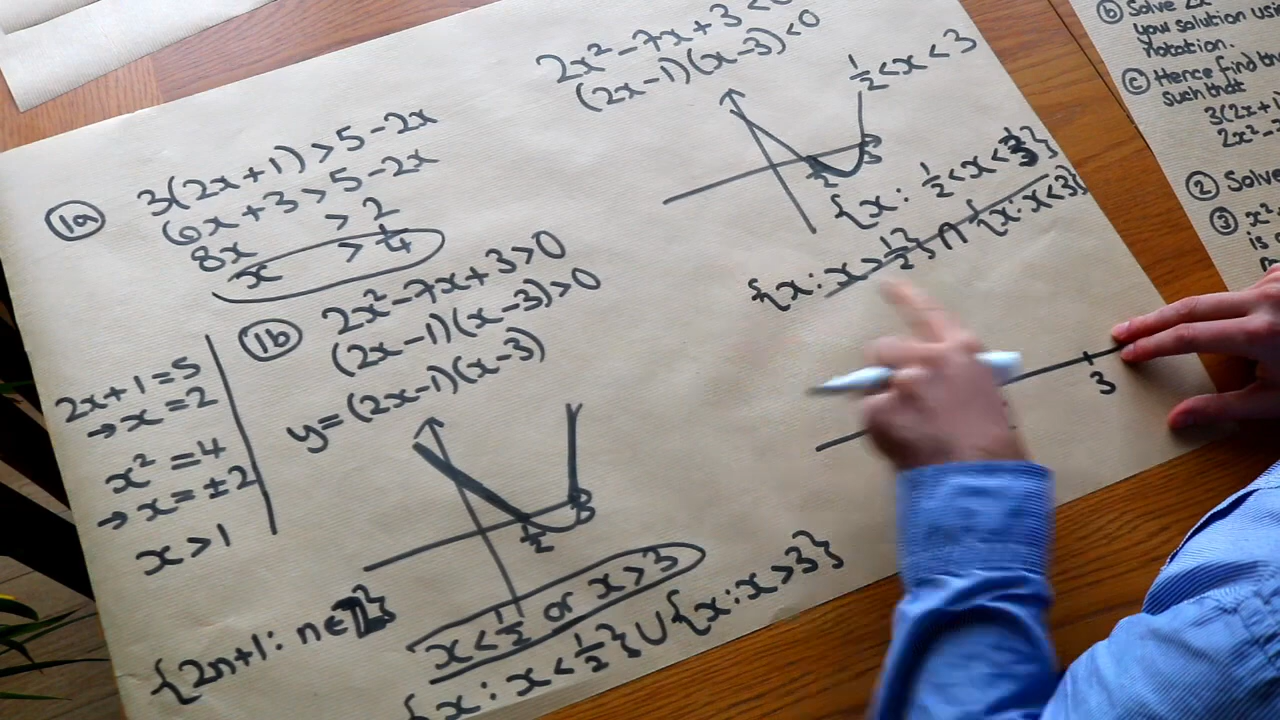 1a 3(2x+1) > 5-2x
6x+3 > 5-2x
8x > 2
x > 1/4
2x+1=5
→ x=2
x²=4
→ x=±2
x>1
1b 2x²-7x+3>0
(2x-1)(x-3)>0
y=(2x-1)(x-3)
1/2 3
x<1/2 or x>3
{x: x<1/2}∪{x: x>3}
{2n+1: n∈ℤ}
2x²-7x+3<0
(2x-1)(x-3)<0
1/2<x<3
1/2 3
{x: 1/2<x<3}
{x: x>1/2}∩{x: x<3}
3
b Solve
your solution
notation.
c Hence find
such that
3(2x+1
2x²-
2 Solve
3 x²
is